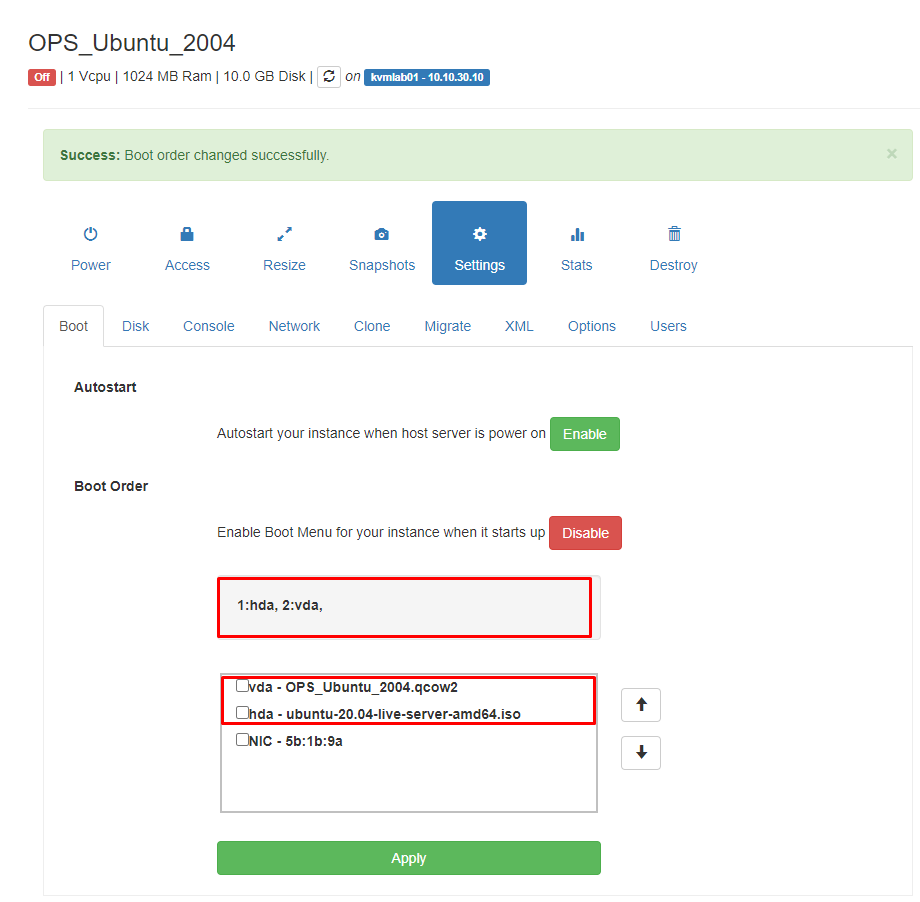 OPS_Ubuntu_2004
Off | 1 Vcpu | 1024 MB Ram | 10.0 GB Disk | on kvmlab01 - 10.10.30.10
Success: Boot order changed successfully. ×
Power Access Resize Snapshots Settings Stats Destroy
Boot Disk Console Network Clone Migrate XML Options Users
Autostart
Autostart your instance when host server is power on Enable
Boot Order
Enable Boot Menu for your instance when it starts up Disable
1:hda, 2:vda,
vda - OPS_Ubuntu_2004.qcow2
hda - ubuntu-20.04-live-server-amd64.iso
NIC - 5b:1b:9a
Apply